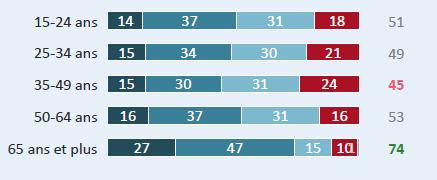 15-24 ans 14 37 31 18 51
25-34 ans 15 34 30 21 49
35-49 ans 15 30 31 24 45
50-64 ans 16 37 31 16 53
65 ans et plus 27 47 15 10 1 74